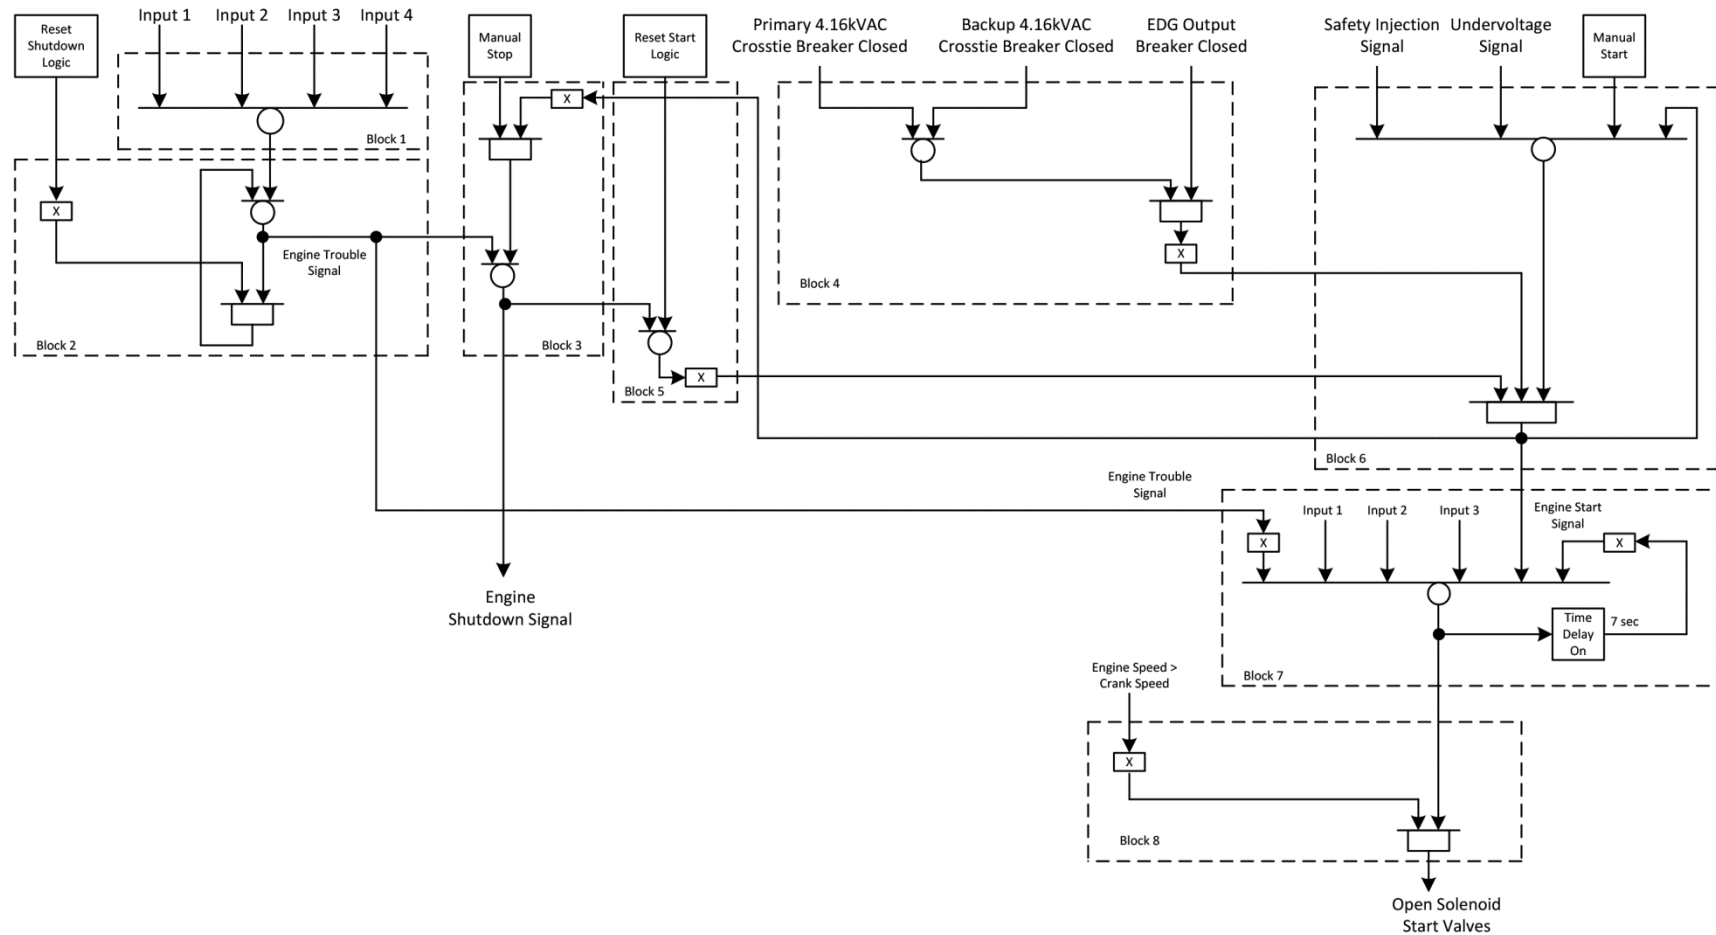 Reset
Shutdown
Logic
Input 1
Input 2
Input 3
Input 4
Manual
Stop
Reset Start
Logic
Primary 4.16kVAC
Crosstie Breaker Closed
Backup 4.16kVAC
Crosstie Breaker Closed
EDG Output
Breaker Closed
Safety Injection
Signal
Undervoltage
Signal
Manual
Start
X
Block 1
X
Engine Trouble
Signal
Block 2
Block 3
X
Block 4
X
Block 5
Block 6
Engine Trouble
Signal
X
Input 1
Input 2
Input 3
Engine Start
Signal
X
Time
Delay
On
7 sec
Block 7
Engine
Shutdown Signal
Engine Speed >
Crank Speed
X
Block 8
Open Solenoid
Start Valves